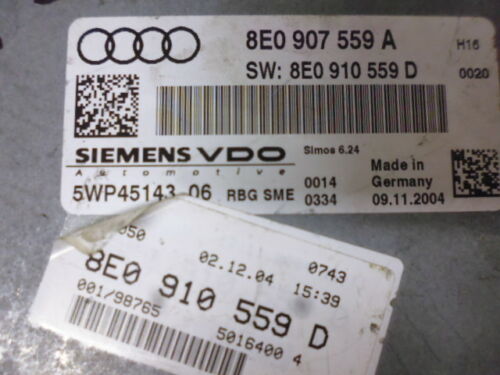 8E0 907 559 A
H16
SW: 8E0 910 559 D
0020
SIEMENS VDO
Automotive
Simos 6.24
5WP45143 06
RBG SME
0014
0334
Made in
Germany
09.11.2004
02.12.04
0743
15:39
8E0 910 559 D
001/98765
5016400 4